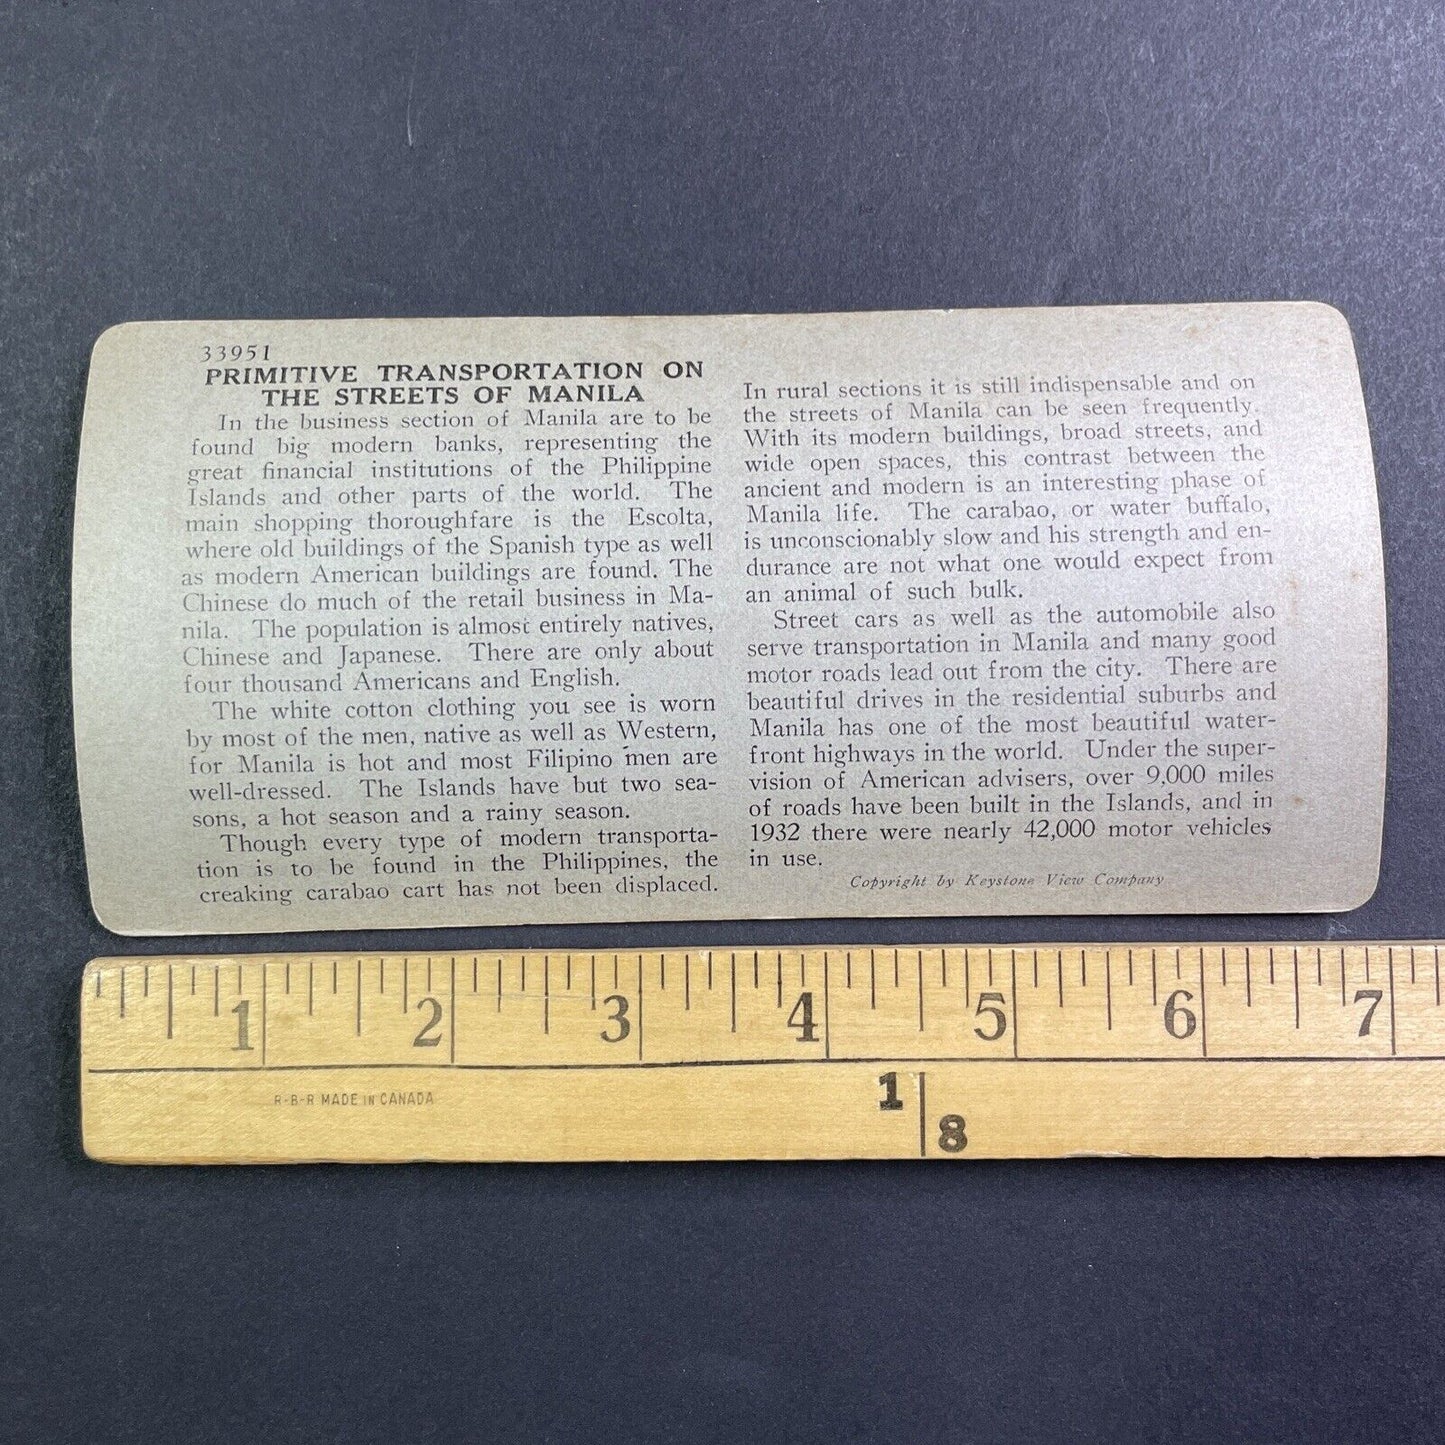 33951
PRIMITIVE TRANSPORTATION ON
THE STREETS OF MANILA
In the business section of Manila are to be
found big modern banks, representing the
great financial institutions of the Philippine
Islands and other parts of the world. The
main shopping thoroughfare is the Escolta,
where old buildings of the Spanish type as well
as modern American buildings are found. The
Chinese do much of the retail business in Ma-
nila. The population is almost entirely natives,
Chinese and Japanese. There are only about
four thousand Americans and English.
The white cotton clothing you see is worn
by most of the men, native as well as Western,
for Manila is hot and most Filipino men are
well-dressed. The Islands have but two sea-
sons, a hot season and a rainy season.
Though every type of modern transporta-
tion is to be found in the Philippines, the
creaking carabao cart has not been displaced.
In rural sections it is still indispensable and on
the streets of Manila can be seen frequently.
With its modern buildings, broad streets, and
wide open spaces, this contrast between the
ancient and modern is an interesting phase of
Manila life. The carabao, or water buffalo,
is unconscionably slow and his strength and en-
durance are not what one would expect from
an animal of such bulk.
Street cars as well as the automobile also
serve transportation in Manila and many good
motor roads lead out from the city. There are
beautiful drives in the residential suburbs and
Manila has one of the most beautiful water-
front highways in the world. Under the super-
vision of American advisers, over 9,000 miles
of roads have been built in the Islands, and in
1932 there were nearly 42,000 motor vehicles
in use.
Copyright by Keystone View Company
1 2 3 4 5 6 7
R-B-R MADE IN CANADA
1
8